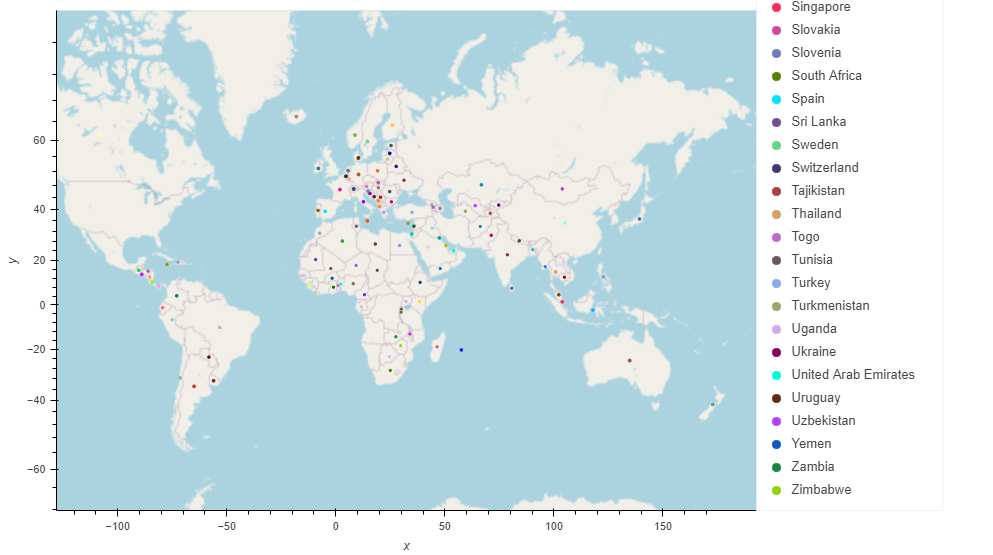 Singapore
Slovakia
Slovenia
South Africa
Spain
Sri Lanka
Sweden
Switzerland
Tajikistan
Thailand
Togo
Tunisia
Turkey
Turkmenistan
Uganda
Ukraine
United Arab Emirates
Uruguay
Uzbekistan
Yemen
Zambia
Zimbabwe
60
40
20
0
−20
−40
−60
y
−100 −50 0 50 100 150
x